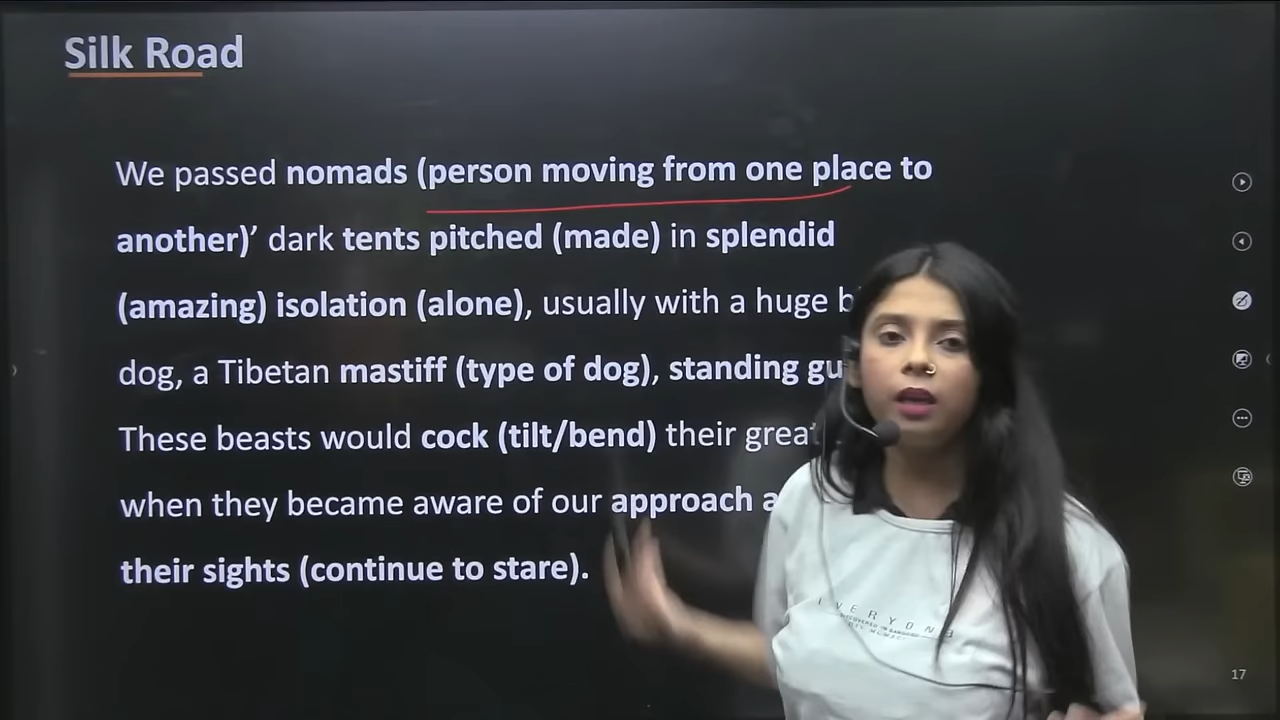 Silk Road
We passed nomads (person moving from one place to
another)’ dark tents pitched (made) in splendid
(amazing) isolation (alone), usually with a huge
dog, a Tibetan mastiff (type of dog), standing
These beasts would cock (tilt/bend) their
when they became aware of our approach
their sights (continue to stare).
17